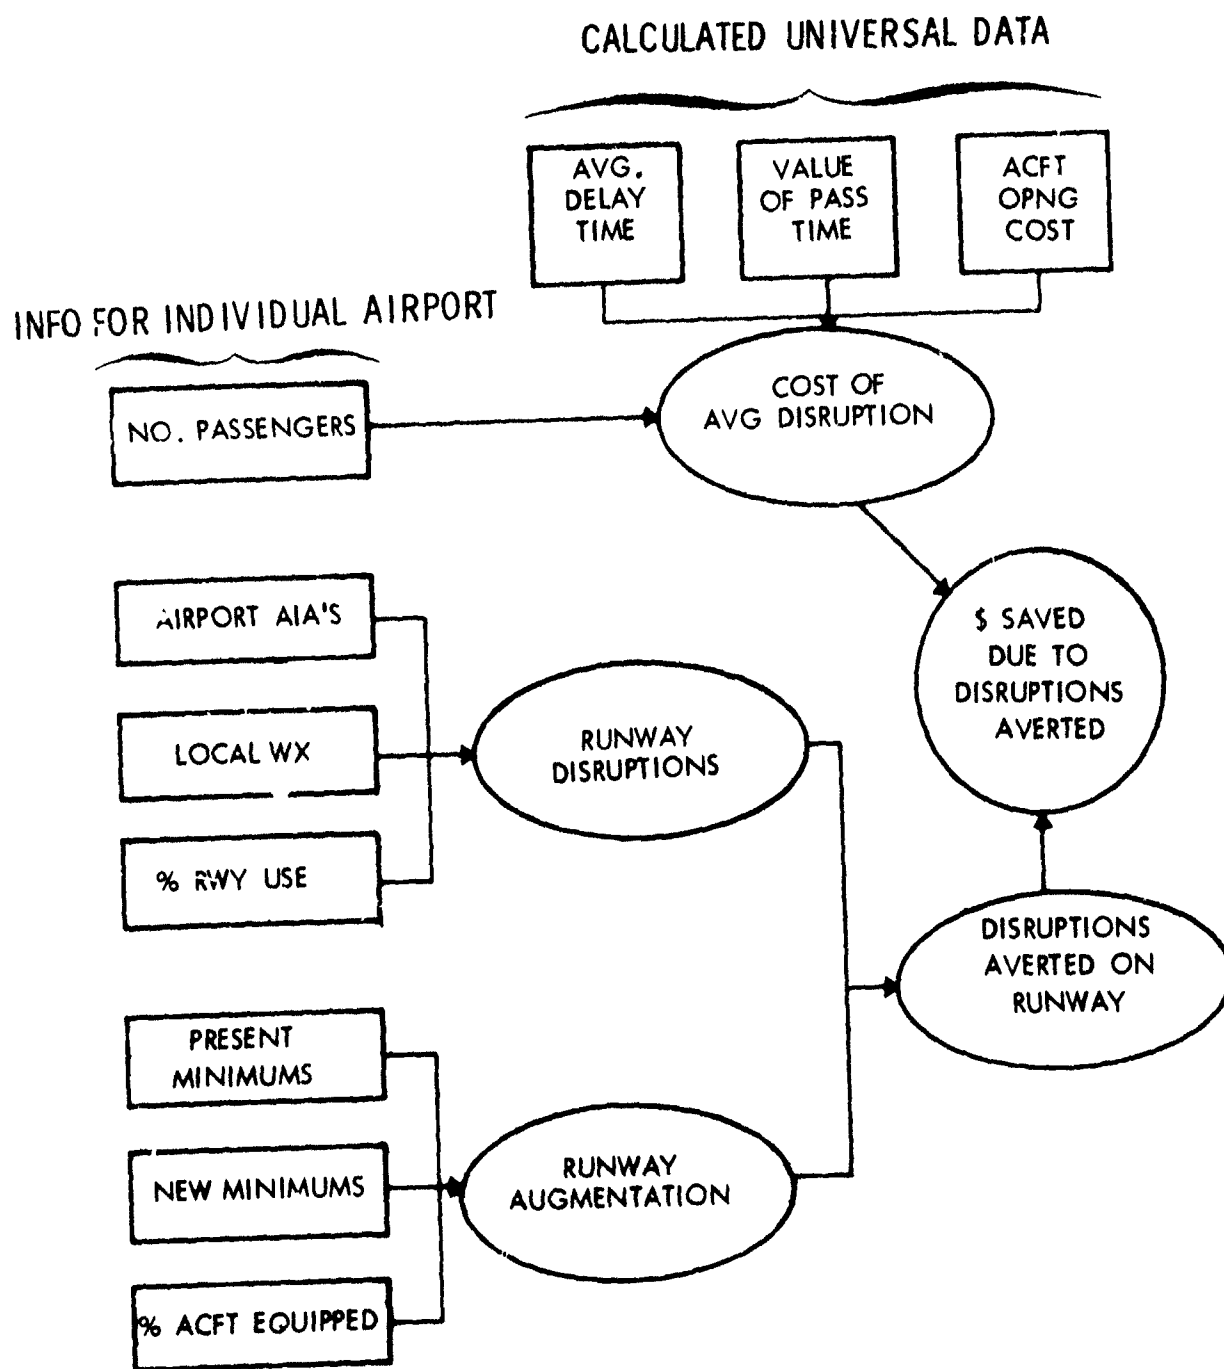 CALCULATED UNIVERSAL DATA
AVG.
DELAY
TIME
VALUE
OF PASS
TIME
ACFT
OPNG
COST
INFO FOR INDIVIDUAL AIRPORT
NO. PASSENGERS
COST OF
AVG DISRUPTION
AIRPORT AIA'S
LOCAL WX
% RWY USE
RUNWAY
DISRUPTIONS
$ SAVED
DUE TO
DISRUPTIONS
AVERTED
DISRUPTIONS
AVERTED ON
RUNWAY
PRESENT
MINIMUMS
NEW MINIMUMS
% ACFT EQUIPPED
RUNWAY
AUGMENTATION